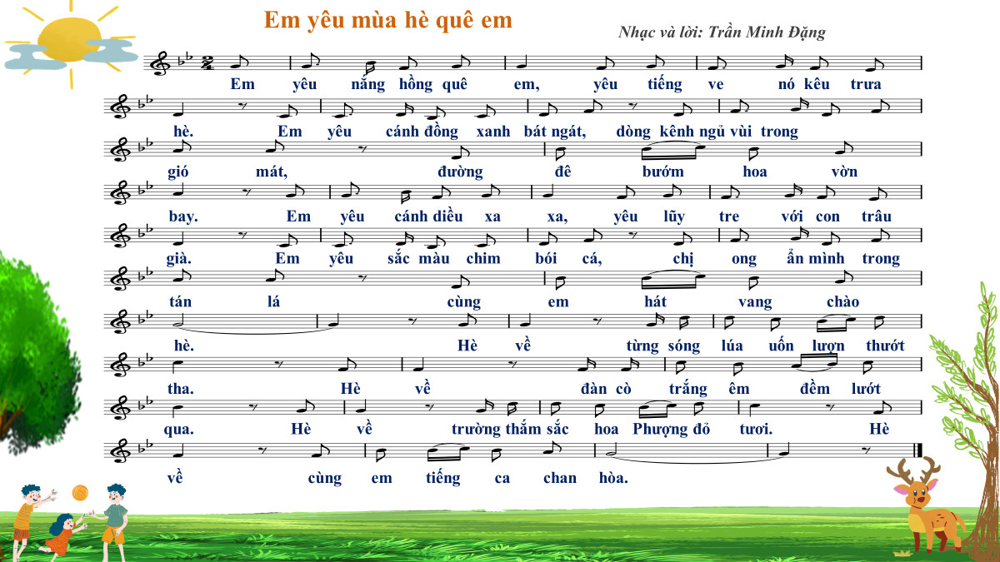 Em yêu mùa hè quê em
Nhạc và lời: Trần Minh Đặng
2
4
Em yêu nắng hồng quê em, yêu tiếng ve nó kêu trưa
hè. Em yêu cánh đồng xanh bát ngát, dòng kênh ngủ vùi trong
gió mát, đường đê bướm hoa vờn
bay. Em yêu cánh diều xa xa, yêu lũy tre với con trâu
già. Em yêu sắc màu chim bói cá, chị ong ẩn mình trong
tán lá cùng em hát vang chào
hè. Hè về từng sóng lúa uốn lượn thướt
tha. Hè về đàn cò trắng êm đềm lướt
qua. Hè về trường thắm sắc hoa Phượng đỏ tươi. Hè
về cùng em tiếng ca chan hòa.